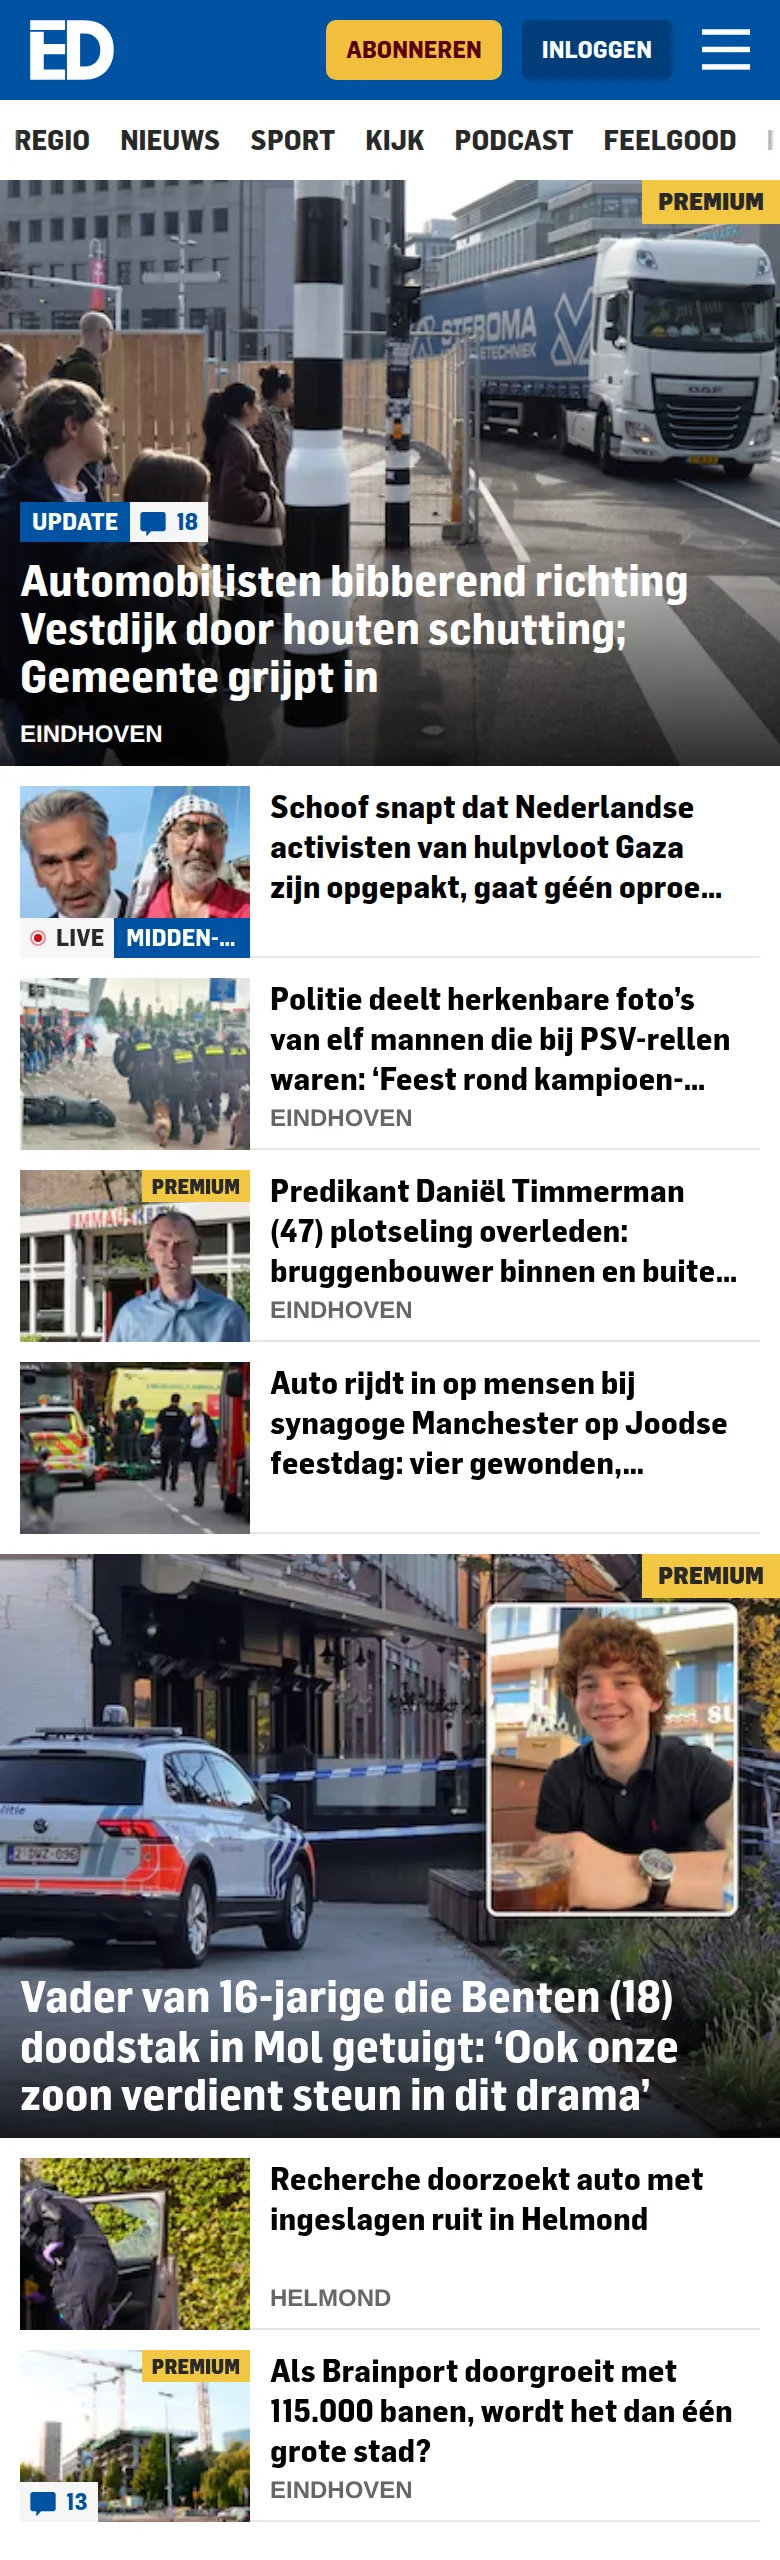 ED
ABONNEREN
INLOGGEN
REGIO NIEUWS SPORT KIJK PODCAST FEELGOOD
PREMIUM
STEBOMA
ETECHNIEK
DAF
UPDATE 18
Automobilisten bibberend richting
Vestdijk door houten schutting;
Gemeente grijpt in
EINDHOVEN
Schoof snapt dat Nederlandse
activisten van hulpvloot Gaza
zijn opgepakt, gaat géén oproe...
LIVE MIDDEN-...
Politie deelt herkenbare foto’s
van elf mannen die bij PSV-rellen
waren: ‘Feest rond kampioen-...
EINDHOVEN
PREMIUM
Predikant Daniël Timmerman
(47) plotseling overleden:
bruggenbouwer binnen en buite...
EINDHOVEN
Auto rijdt in op mensen bij
synagoge Manchester op Joodse
feestdag: vier gewonden,...
PREMIUM
SU
Vader van 16-jarige die Benten (18)
doodstak in Mol getuigt: ‘Ook onze
zoon verdient steun in dit drama’
Recherche doorzoekt auto met
ingeslagen ruit in Helmond
HELMOND
PREMIUM
13
Als Brainport doorgroeit met
115.000 banen, wordt het dan één
grote stad?
EINDHOVEN